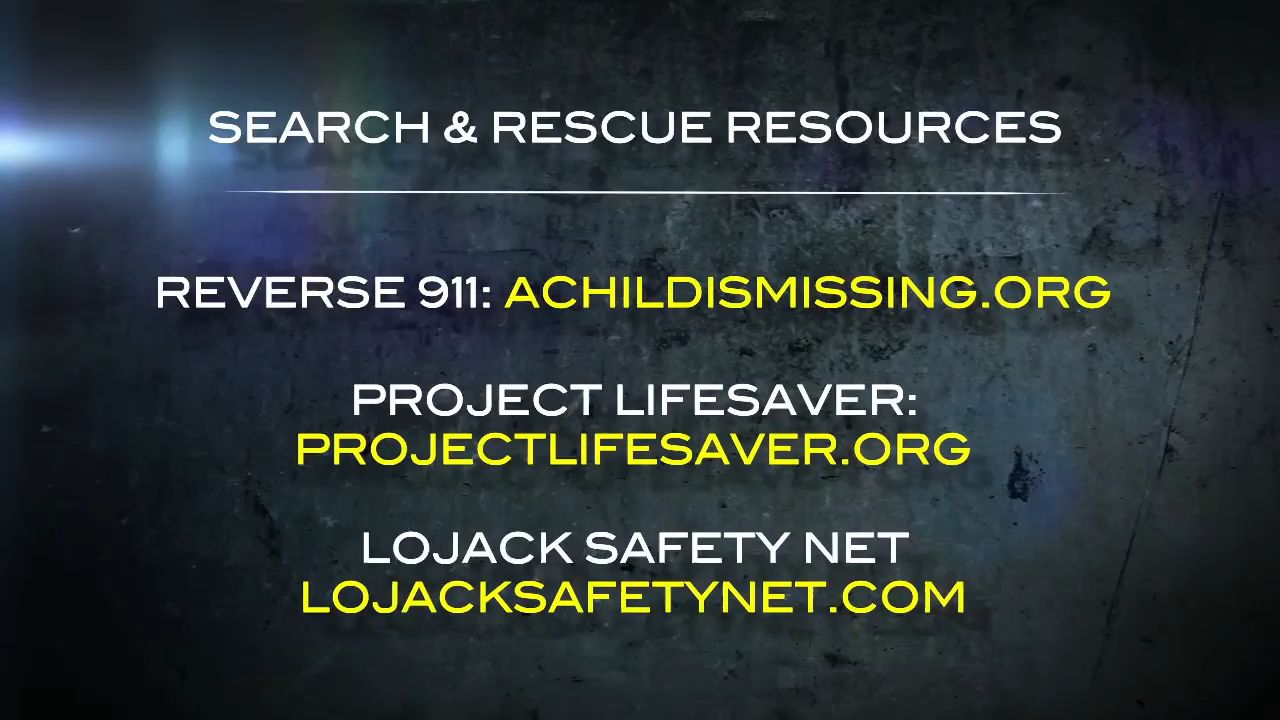 SEARCH & RESCUE RESOURCES
REVERSE 911: ACHILDISMISSING.ORG
PROJECT LIFESAVER:
PROJECTLIFESAVER.ORG
LOJACK SAFETY NET
LOJACKSAFETYNET.COM